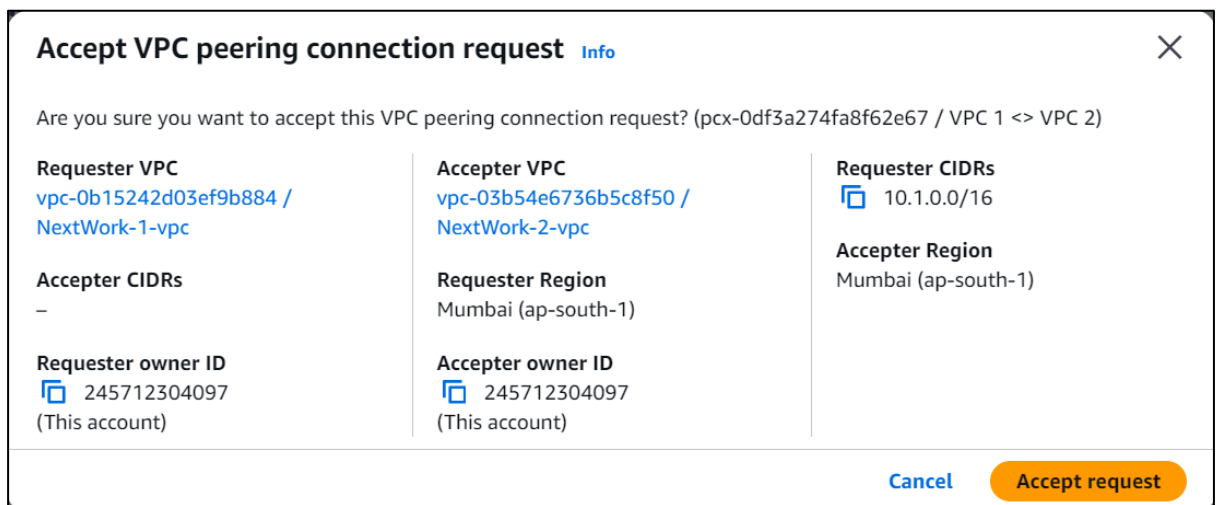 Accept VPC peering connection request Info
Are you sure you want to accept this VPC peering connection request? (pcx-0df3a274fa8f62e67 / VPC 1 <> VPC 2)
Requester VPC
vpc-0b15242d03ef9b884 /
NextWork-1-vpc
Accepter CIDRs
–
Requester owner ID
245712304097
(This account)
Accepter VPC
vpc-03b54e6736b5c8f50 /
NextWork-2-vpc
Requester Region
Mumbai (ap-south-1)
Accepter owner ID
245712304097
(This account)
Requester CIDRs
10.1.0.0/16
Accepter Region
Mumbai (ap-south-1)
Cancel
Accept request